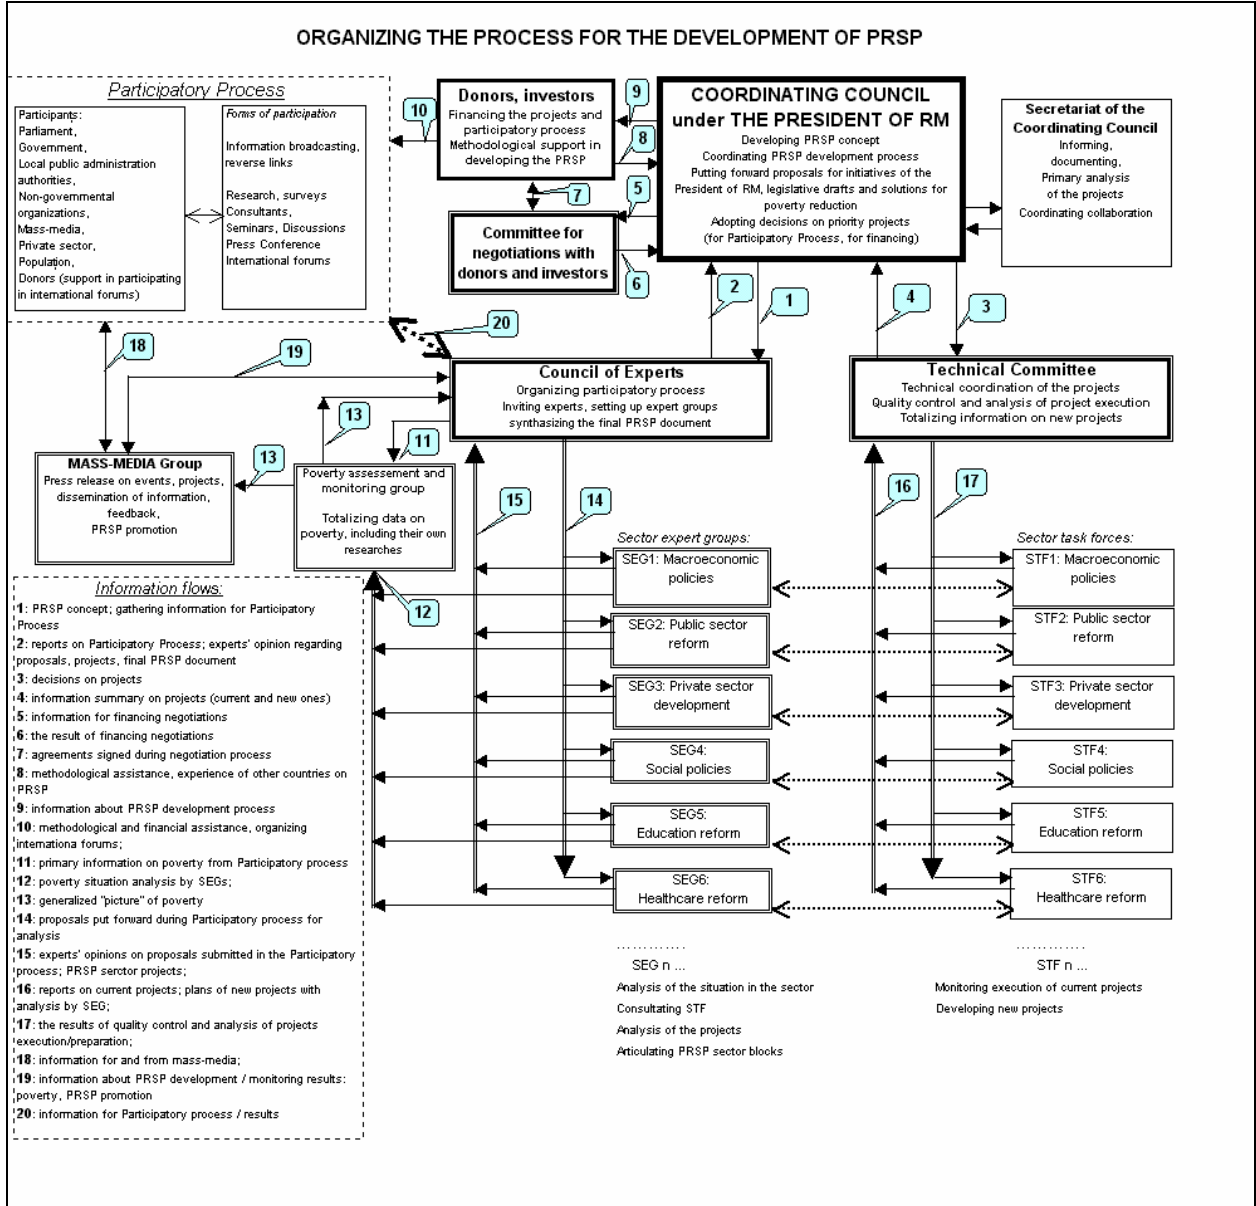 ORGANIZING THE PROCESS FOR THE DEVELOPMENT OF PRSP
Participatory Process
Participants:
Parliament,
Government,
Local public administration
authorities,
Non-governmental
organizations,
Mass-media,
Private sector,
Population,
Donors (support in participating
in international forums)
Forms of participation
Information broadcasting,
reverse links
Research, surveys
Consultants,
Seminars, Discussions
Press Conference
International forums
10
Donors, investors
Financing the projects and
participatory process
Methodological support in
developing the PRSP
9
8
7
5
Committee for
negotiations with
donors and investors
6
COORDINATING COUNCIL
under THE PRESIDENT OF RM
Developing PRSP concept
Coordinating PRSP development process
Putting forward proposals for initiatives of the
President of RM, legislative drafts and solutions for
poverty reduction
Adopting decisions on priority projects
(for Participatory Process, for financing)
Secretariat of the
Coordinating Council
Informing,
documenting,
Primary analysis
of the projects
Coordinating collaboration
2
1
4
3
20
18
19
Council of Experts
Organizing participatory process
Inviting experts, setting up expert groups
synthasizing the final PRSP document
Technical Committee
Technical coordination of the projects
Quality control and analysis of project execution
Totalizing information on new projects
13
11
13
MASS-MEDIA Group
Press release on events, projects,
dissemination of information,
feedback,
PRSP promotion
Poverty assessment and
monitoring group
Totalizing data on
poverty, including their own
researches
15
14
16
17
12
Sector expert groups:
SEG1: Macroeconomic
policies
SEG2: Public sector
reform
SEG3: Private sector
development
SEG4:
Social policies
SEG5:
Education reform
SEG6:
Healthcare reform
………….
SEG n ...
Analysis of the situation in the sector
Consultating STF
Analysis of the projects
Articulating PRSP sector blocks
Sector task forces:
STF1: Macroeconomic
policies
STF2: Public sector
reform
STF3: Private sector
development
STF4:
Social policies
STF5:
Education reform
STF6:
Healthcare reform
………….
STF n ...
Monitoring execution of current projects
Developing new projects
Information flows:
1: PRSP concept; gathering information for Participatory
Process
2: reports on Participatory Process; experts' opinion regarding
proposals, projects, final PRSP document
3: decisions on projects
4: information summary on projects (current and new ones)
5: information for financing negotiations
6: the result of financing negotiations
7: agreements signed during negotiation process
8: methodological assistance, experience of other countries on
PRSP
9: information about PRSP development process
10: methodological and financial assistance, organizing
internationa forums;
11: primary information on poverty from Participatory process
12: poverty situation analysis by SEGs;
13: generalized "picture" of poverty
14: proposals put forward during Participatory process for
analysis
15: experts' opinions on proposals submitted in the Participatory
process; PRSP serctor projects;
16: reports on current projects; plans of new projects with
analysis by SEG;
17: the results of quality control and analysis of projects
execution/preparation;
18: information for and from mass-media;
19: information about PRSP development / monitoring results:
poverty, PRSP promotion
20: information for Participatory process / results